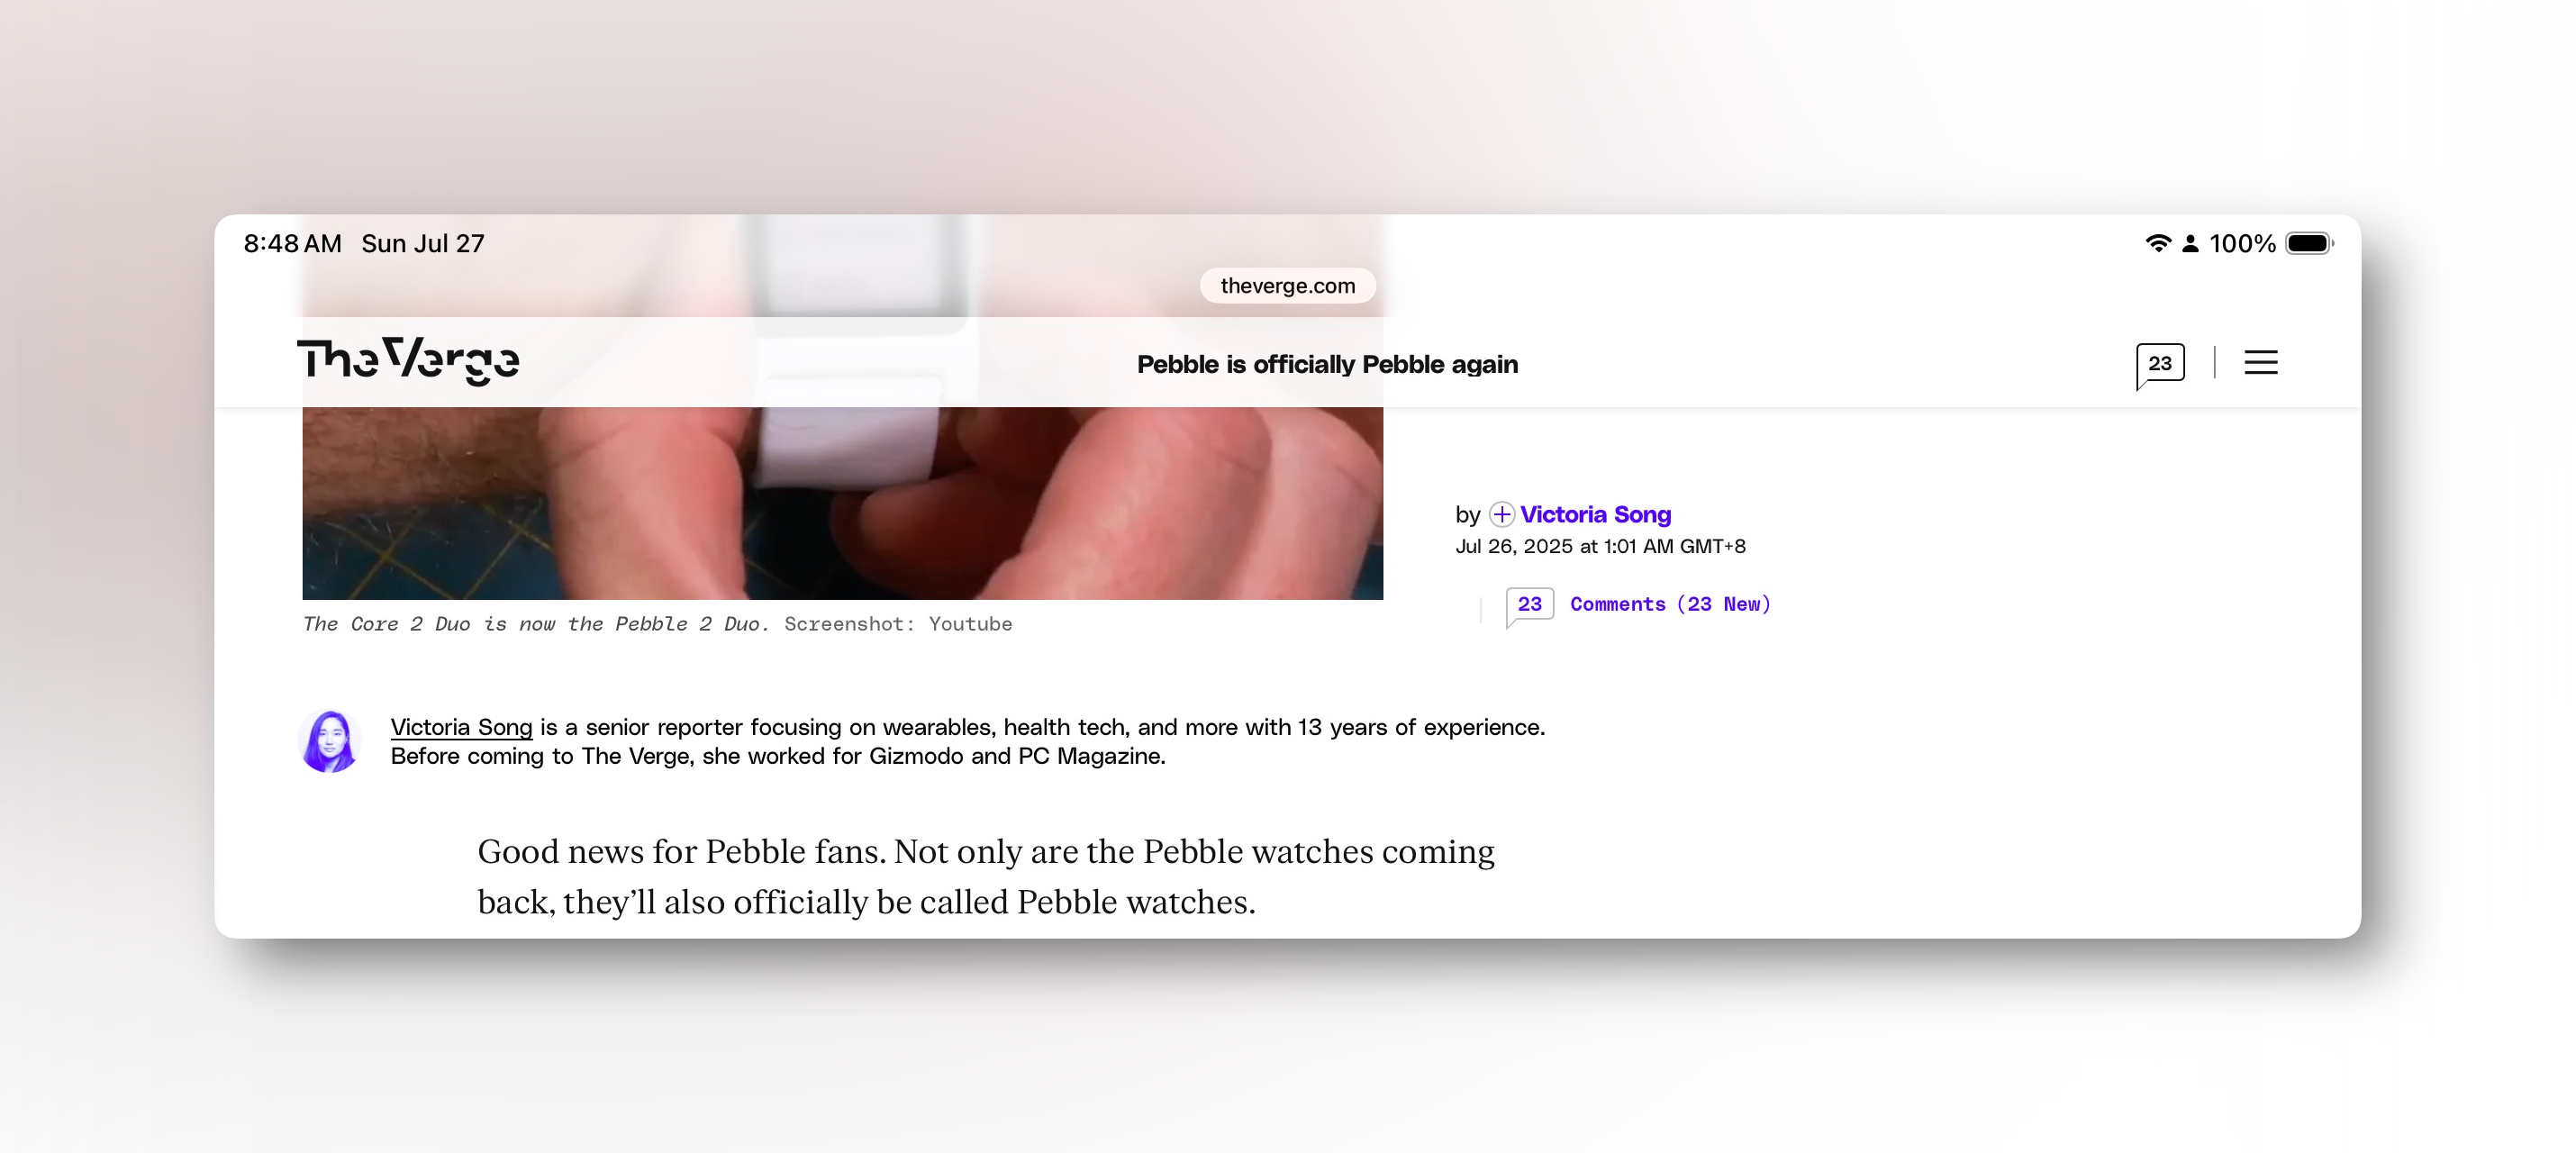 8:48 AM Sun Jul 27
100%
theverge.com
The Verge
Pebble is officially Pebble again
23
by Victoria Song
Jul 26, 2025 at 1:01 AM GMT+8
23 Comments (23 New)
The Core 2 Duo is now the Pebble 2 Duo. Screenshot: Youtube
Victoria Song is a senior reporter focusing on wearables, health tech, and more with 13 years of experience.
Before coming to The Verge, she worked for Gizmodo and PC Magazine.
Good news for Pebble fans. Not only are the Pebble watches coming
back, they’ll also officially be called Pebble watches.